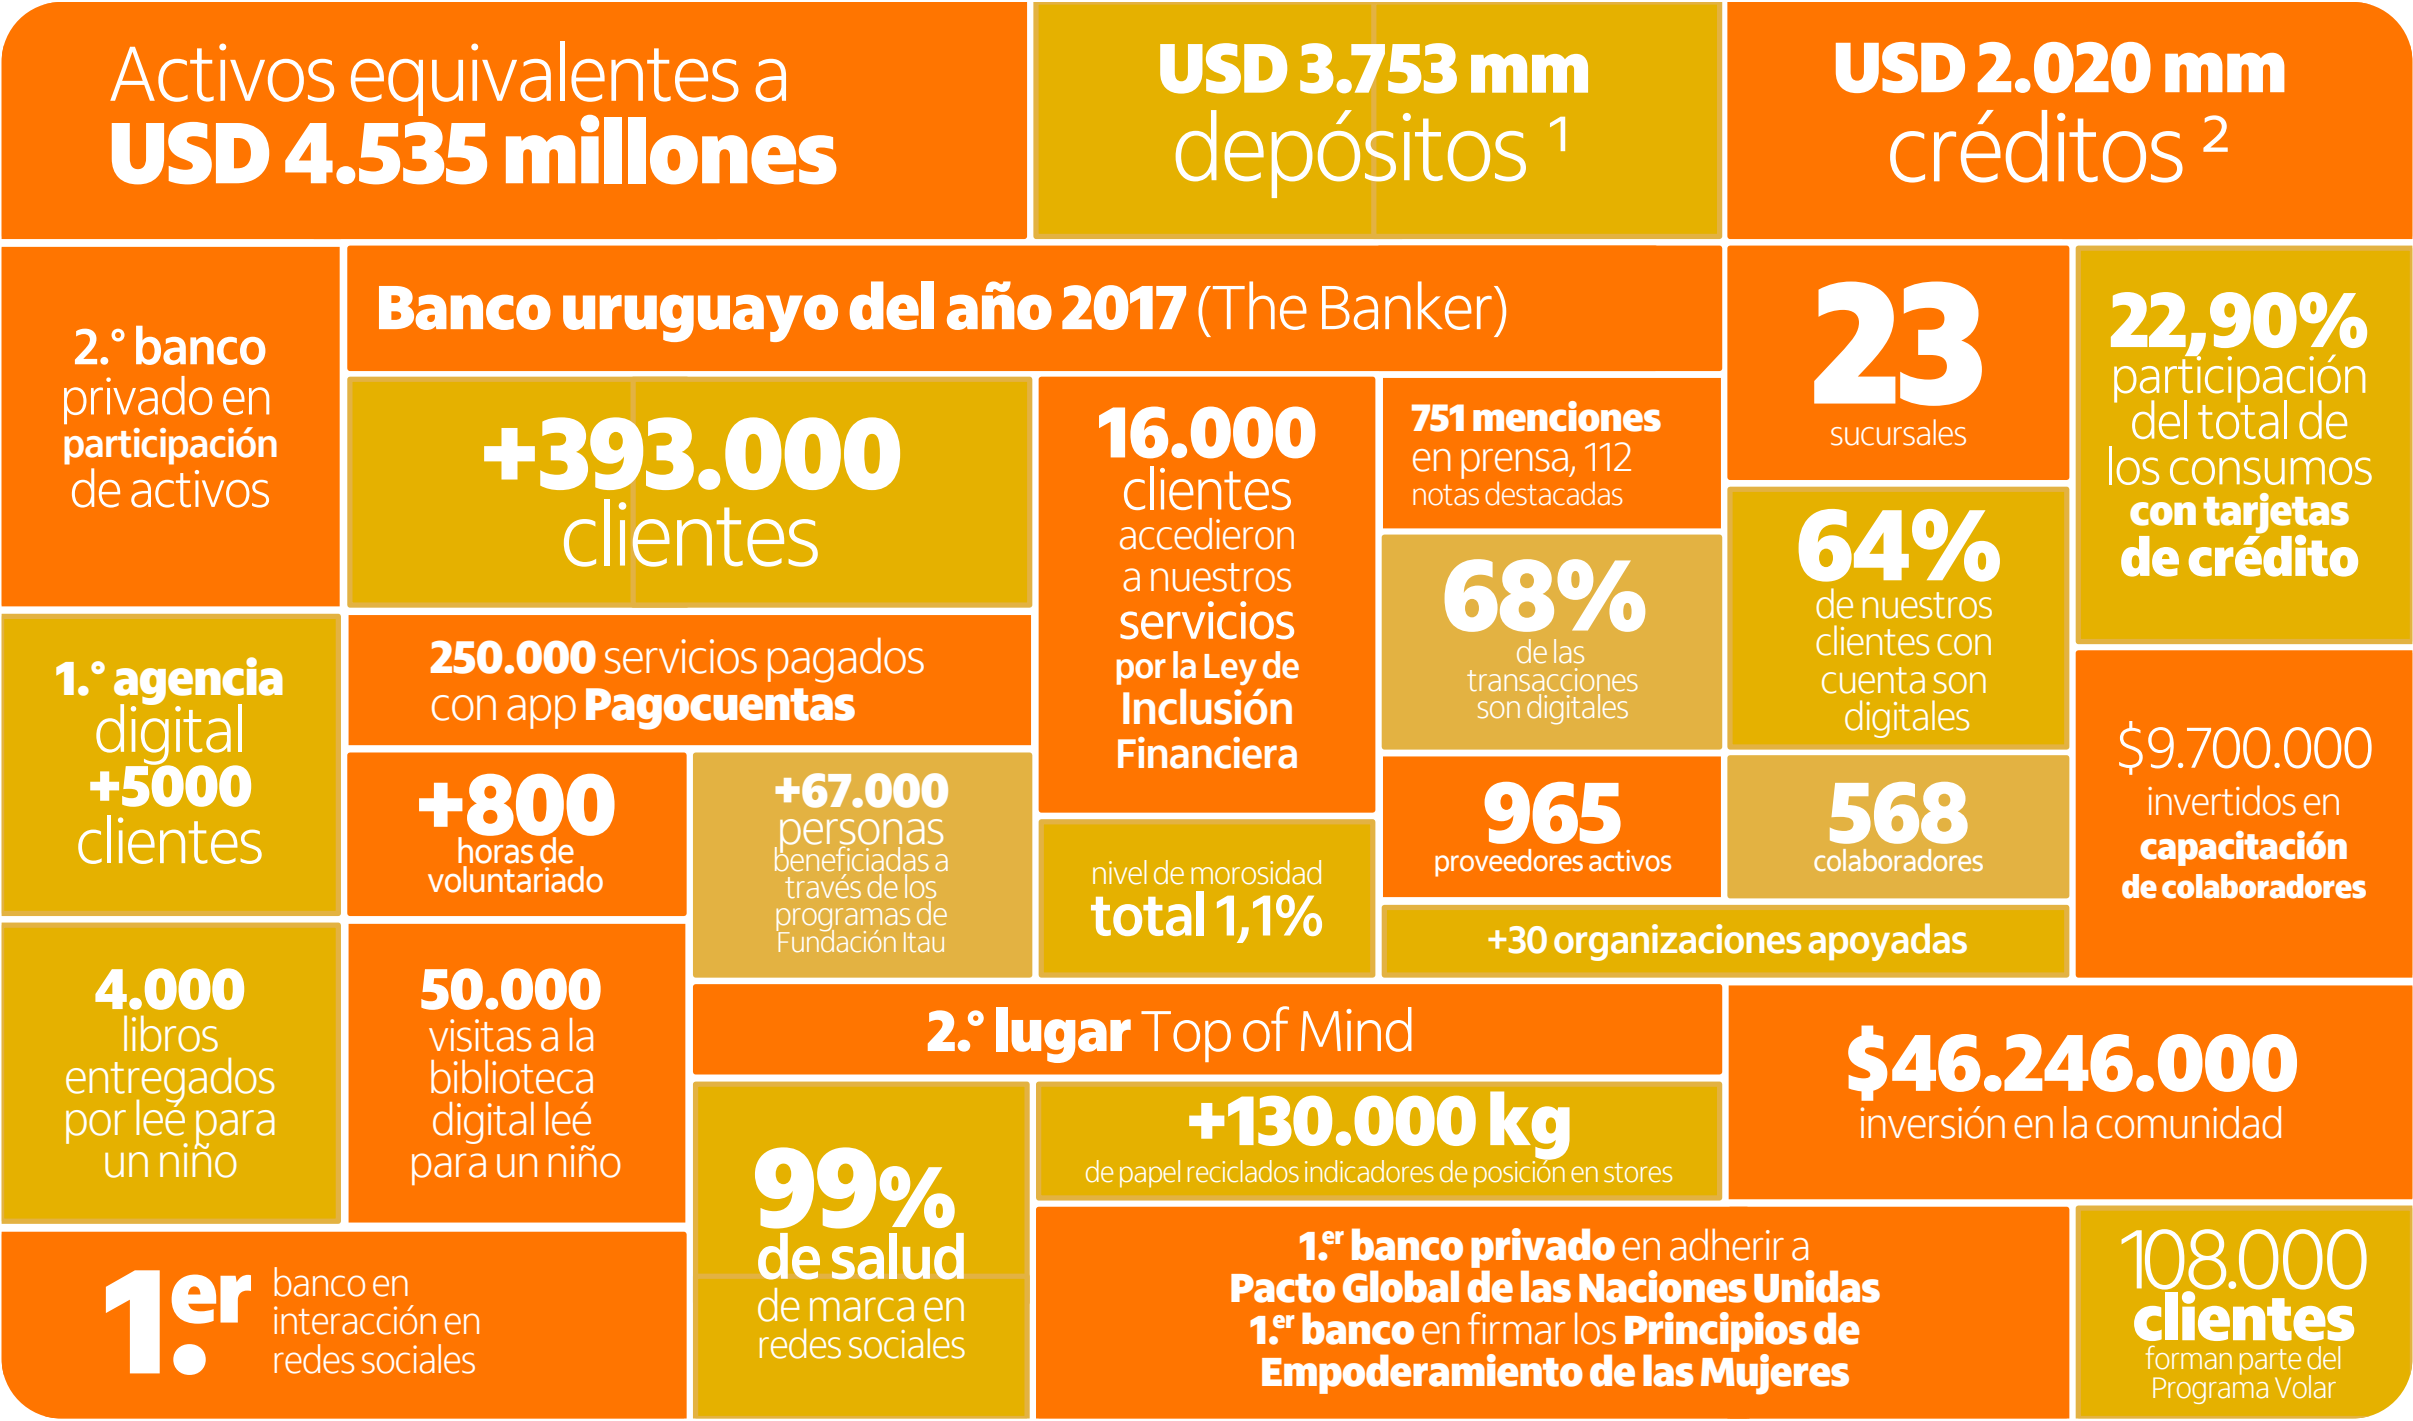 Activos equivalentes a
USD 4.535 millones
USD 3.753 mm
depósitos 1
USD 2.020 mm
créditos 2
2.° banco
privado en
participación
de activos
Banco uruguayo del año 2017 (The Banker)
23
sucursales
22,90%
participación
del total de
los consumos
con tarjetas
de crédito
+393.000
clientes
16.000
clientes
accedieron
a nuestros
servicios
por la Ley de
Inclusión
Financiera
751 menciones
en prensa, 112
notas destacadas
68%
de las
transacciones
son digitales
64%
de nuestros
clientes con
cuenta son
digitales
1.° agencia
digital
+5000
clientes
250.000 servicios pagados
con app Pagocuentas
$9.700.000
invertidos en
capacitación
de colaboradores
+800
horas de
voluntariado
+67.000
personas
beneficiadas a
través de los
programas de
Fundación Itau
nivel de morosidad
total 1,1%
965
proveedores activos
568
colaboradores
+30 organizaciones apoyadas
4.000
libros
entregados
por leé para
un niño
50.000
visitas a la
biblioteca
digital leé
para un niño
2.° lugar Top of Mind
$46.246.000
inversión en la comunidad
99%
de salud
de marca en
redes sociales
+130.000 kg
de papel reciclados indicadores de posición en stores
1.er banco en
interacción en
redes sociales
1.er banco privado en adherir a
Pacto Global de las Naciones Unidas
1.er banco en firmar los Principios de
Empoderamiento de las Mujeres
108.000
clientes
forman parte del
Programa Volar